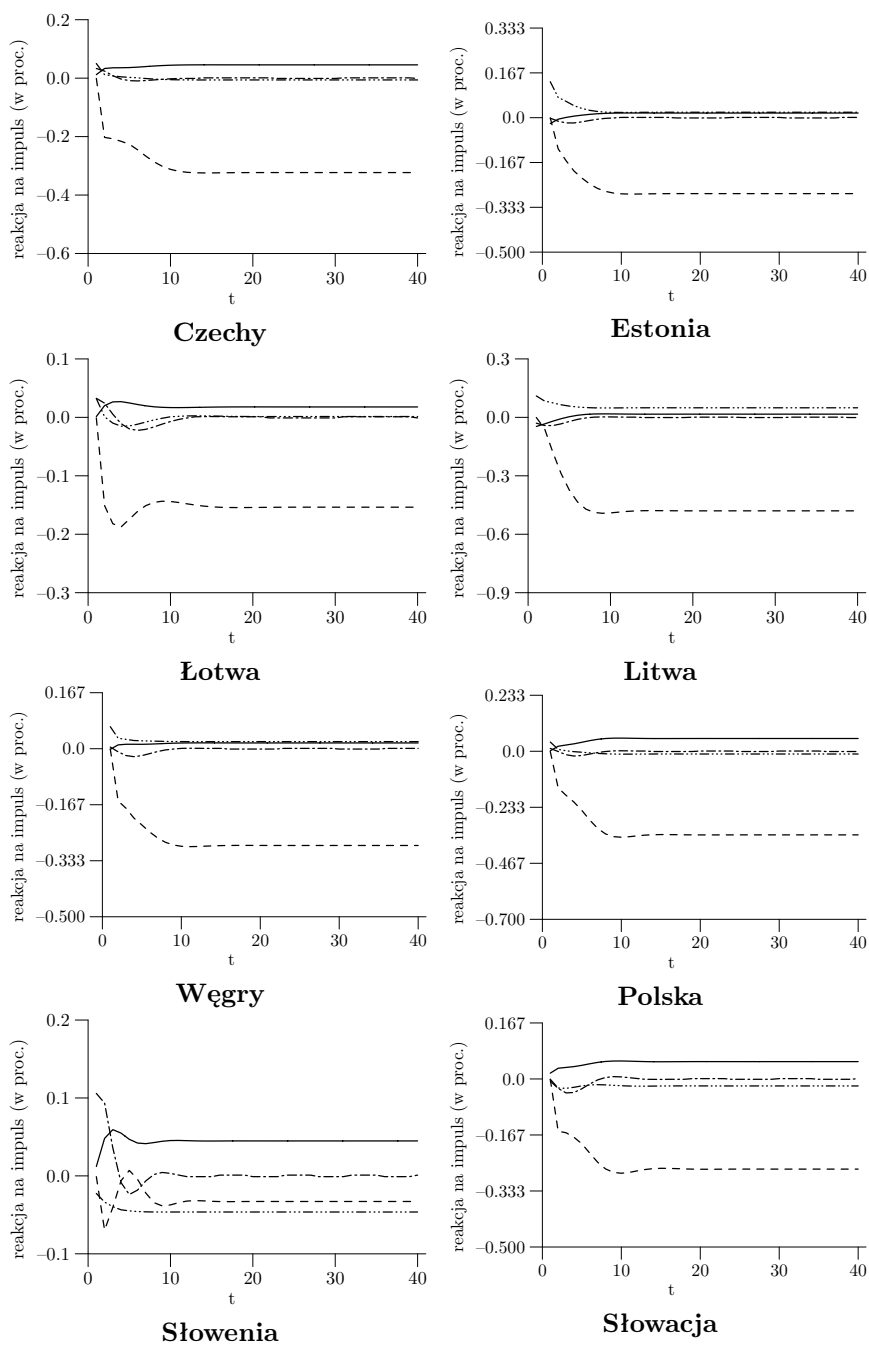 0.2
0.0
–0.2
–0.4
–0.6
reakcja na impuls (w proc.)
0 10 20 30 40
t
Czechy
0.333
0.167
0.0
–0.167
–0.333
–0.500
reakcja na impuls (w proc.)
0 10 20 30 40
t
Estonia
0.1
0.0
–0.1
–0.2
–0.3
reakcja na impuls (w proc.)
0 10 20 30 40
t
Łotwa
0.3
0.0
–0.3
–0.6
–0.9
reakcja na impuls (w proc.)
0 10 20 30 40
t
Litwa
0.167
0.0
–0.167
–0.333
–0.500
reakcja na impuls (w proc.)
0 10 20 30 40
t
Węgry
0.233
0.0
–0.233
–0.467
–0.700
reakcja na impuls (w proc.)
0 10 20 30 40
t
Polska
0.2
0.1
0.0
–0.1
reakcja na impuls (w proc.)
0 10 20 30 40
t
Słowenia
0.167
0.0
–0.167
–0.333
–0.500
reakcja na impuls (w proc.)
0 10 20 30 40
t
Słowacja